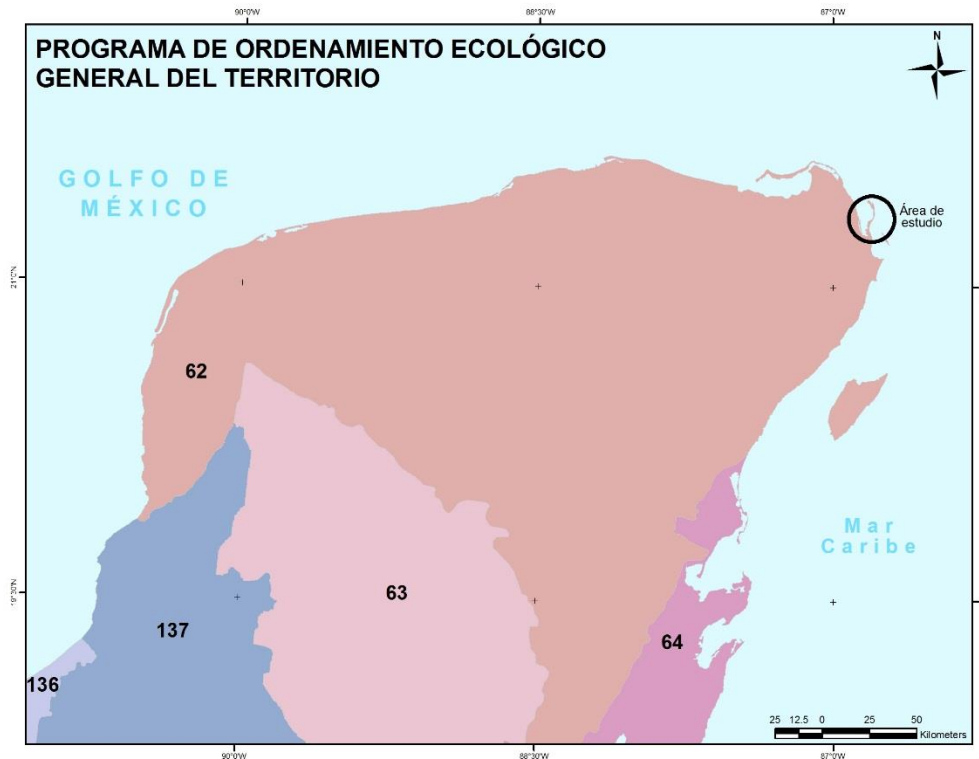 90°0'W
88°30'W
87°0'W
PROGRAMA DE ORDENAMIENTO ECOLÓGICO
GENERAL DEL TERRITORIO
N
GOLFO DE
MÉXICO
Área de
estudio
21°0'N
62
Mar
Caribe
19°30'N
63
137
64
136
25 12.5 0 25 50
Kilometers
90°0'W
88°30'W
87°0'W